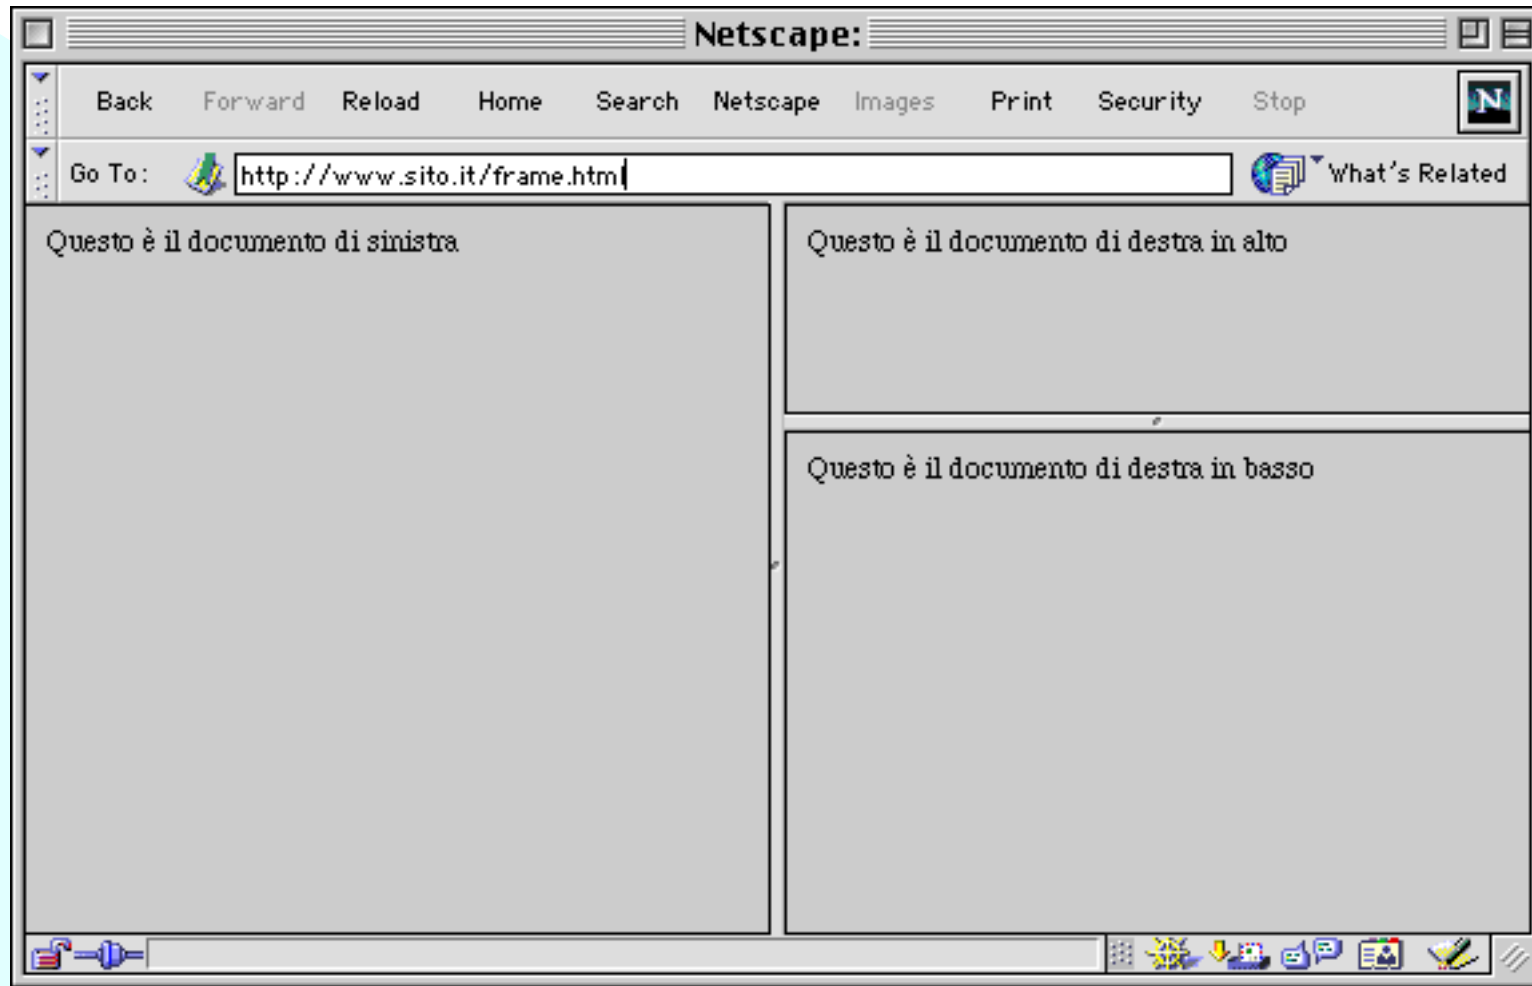 Netscape:
Back Forward Reload Home Search Netscape Images Print Security Stop
N
Go To: http://www.sito.it/frame.html What's Related
Questo è il documento di sinistra
Questo è il documento di destra in alto
Questo è il documento di destra in basso